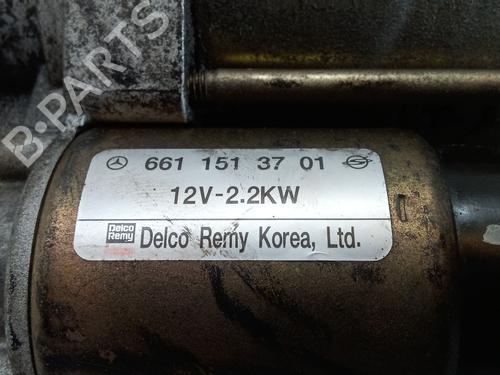 B-PARTS
661 151 37 01
12V-2.2KW
Delco Remy
Delco Remy Korea, Ltd.